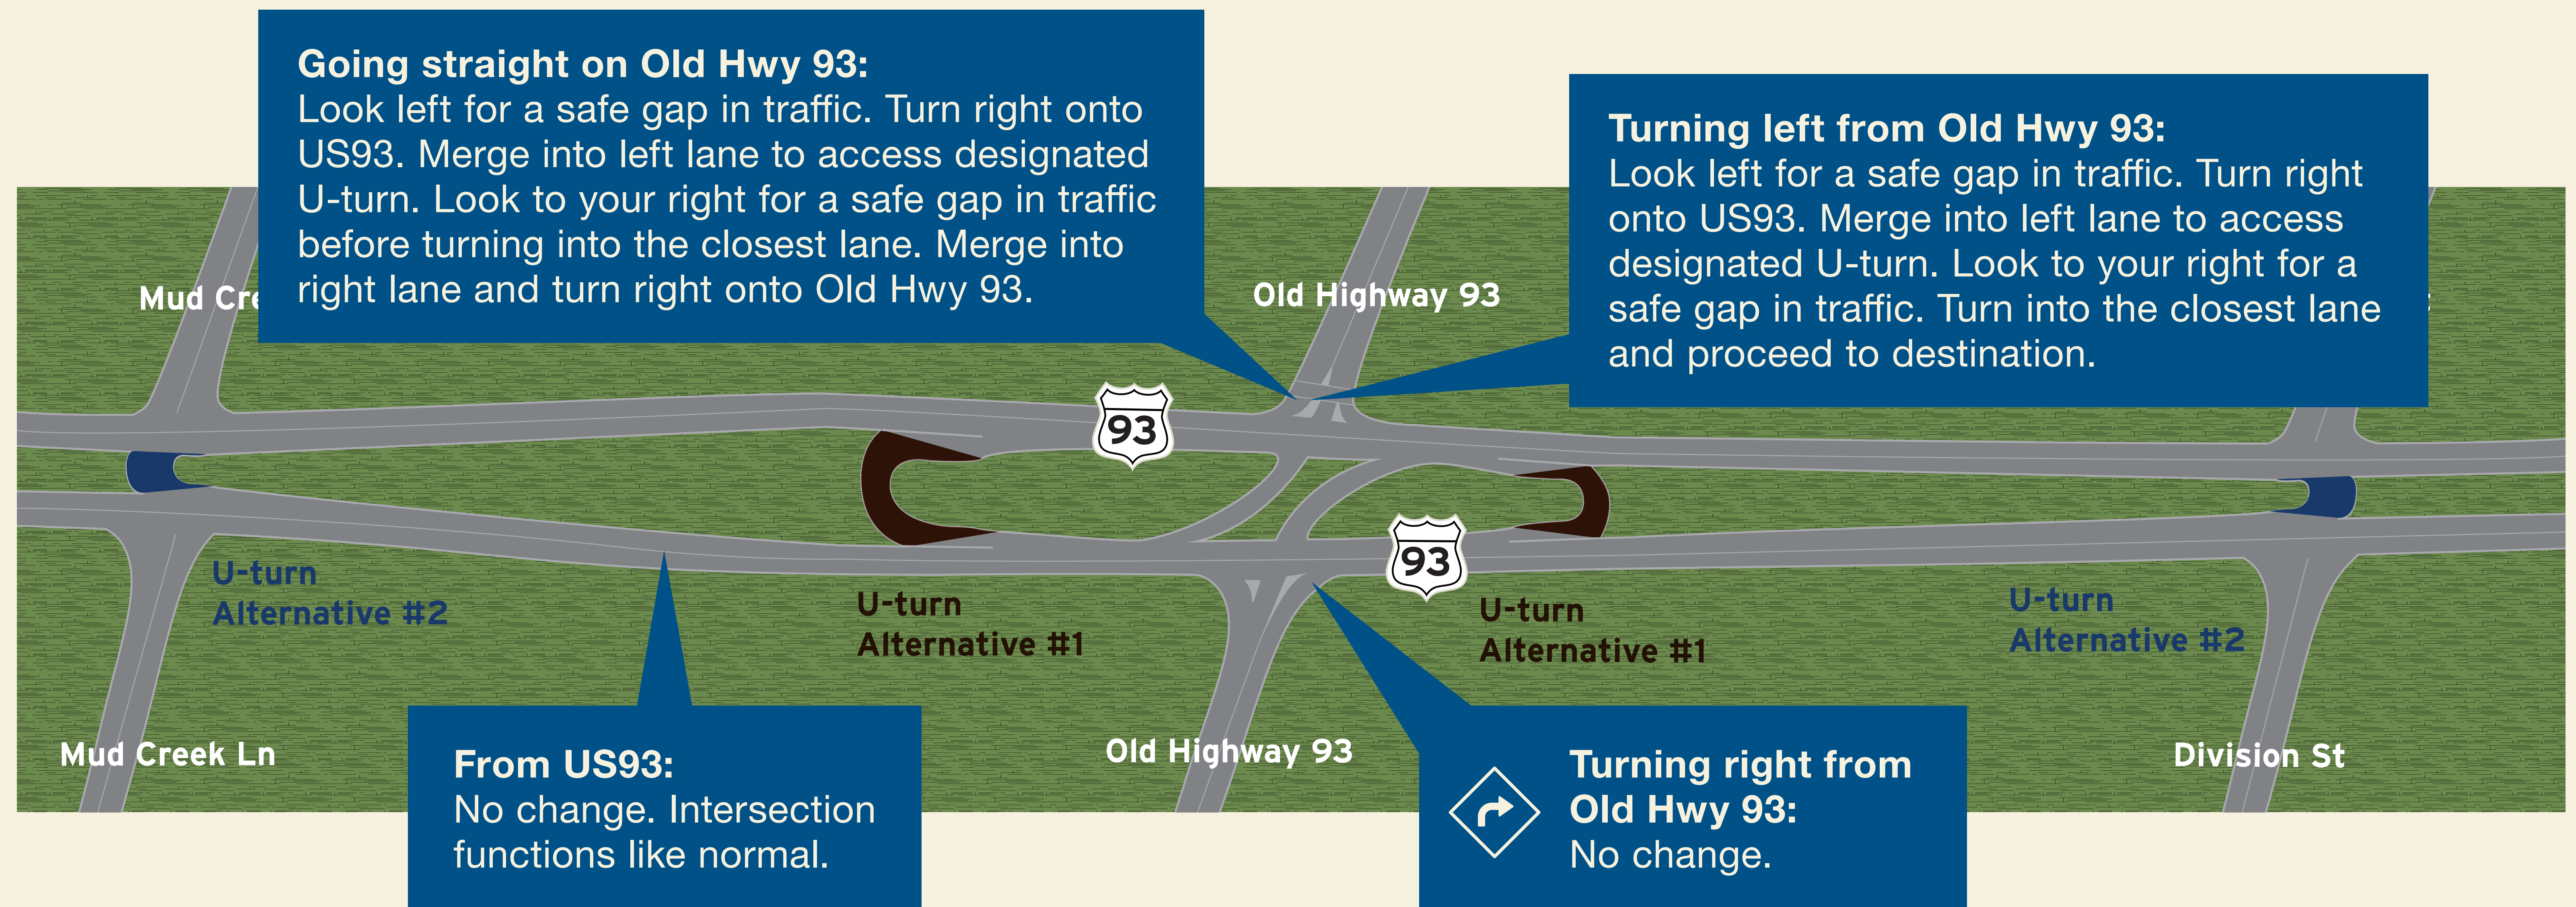 Going straight on Old Hwy 93:
Look left for a safe gap in traffic. Turn right onto
US93. Merge into left lane to access designated
U-turn. Look to your right for a safe gap in traffic
before turning into the closest lane. Merge into
right lane and turn right onto Old Hwy 93.
Turning left from Old Hwy 93:
Look left for a safe gap in traffic. Turn right
onto US93. Merge into left lane to access
designated U-turn. Look to your right for a
safe gap in traffic. Turn into the closest lane
and proceed to destination.
Mud Cre
Old Highway 93
93
93
U-turn
Alternative #2
U-turn
Alternative #1
U-turn
Alternative #1
U-turn
Alternative #2
Mud Creek Ln
Old Highway 93
Division St
From US93:
No change. Intersection
functions like normal.
Turning right from
Old Hwy 93:
No change.